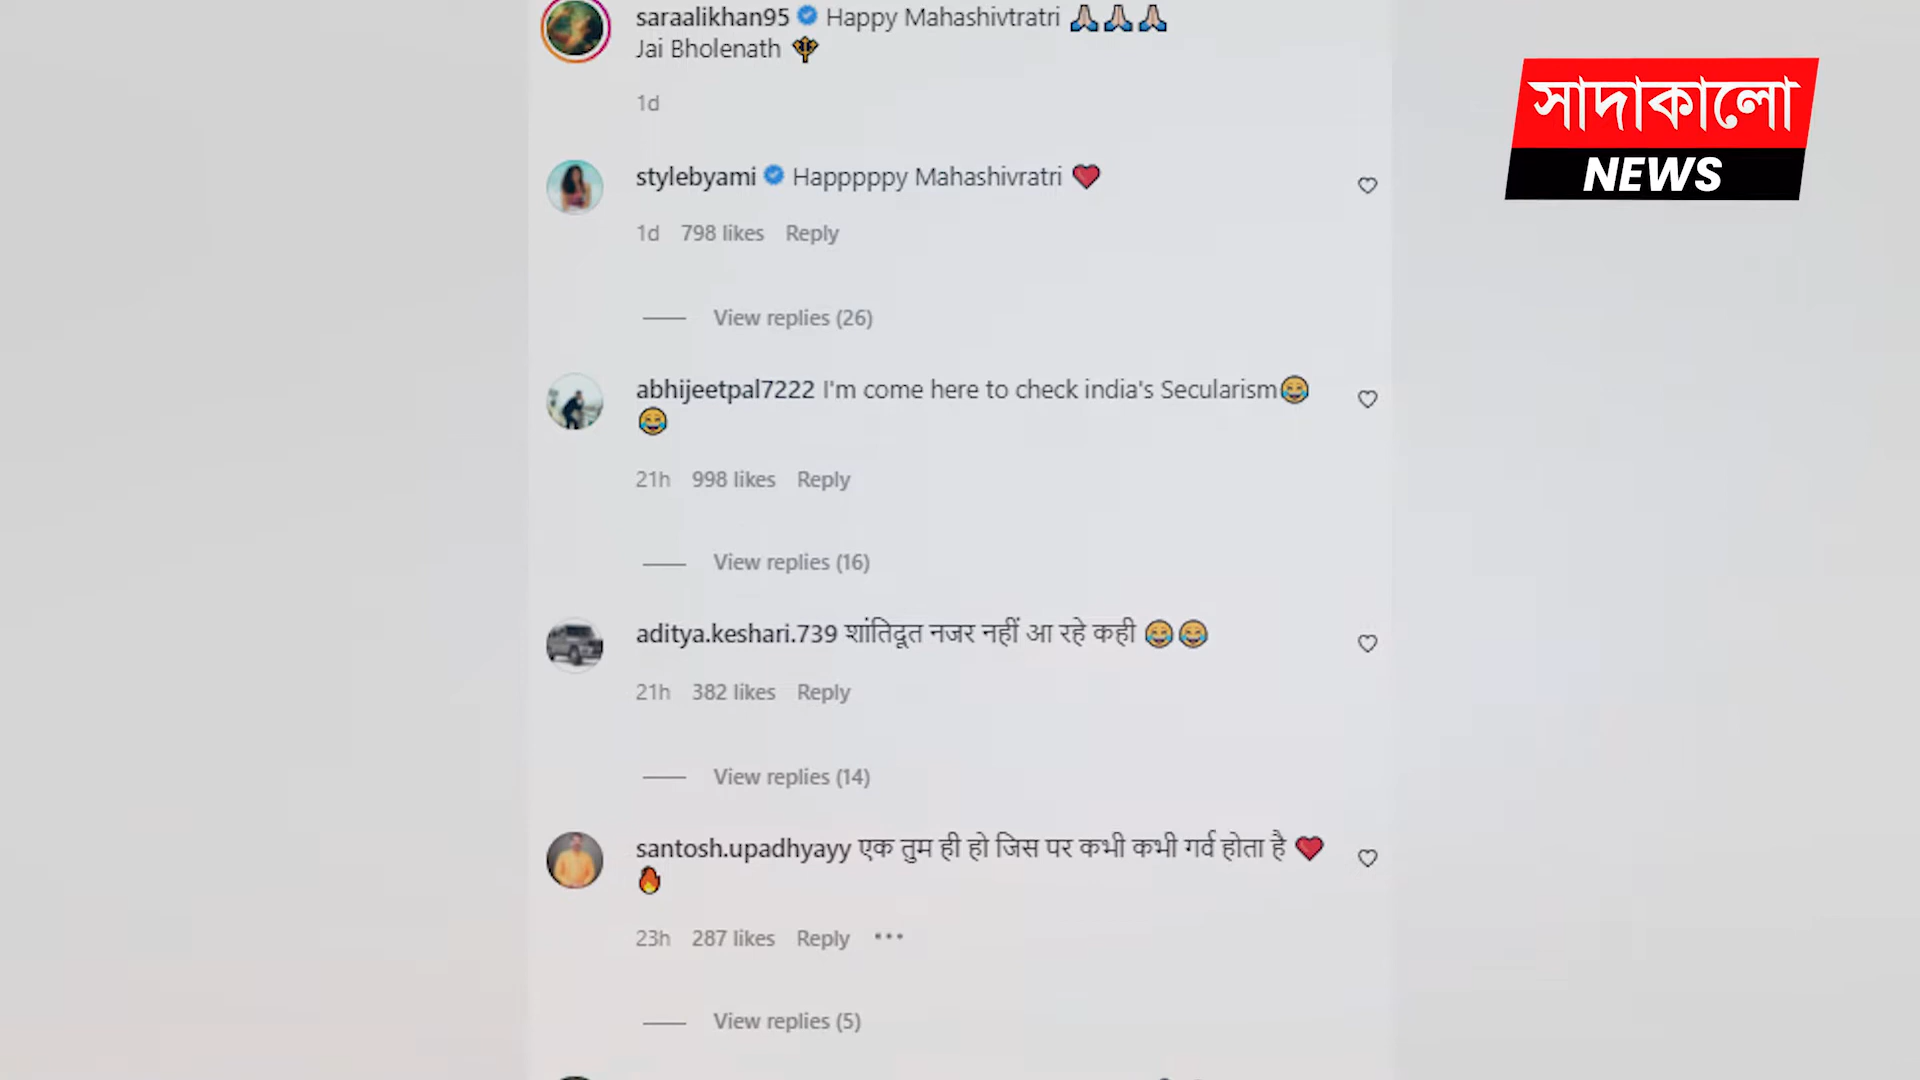 saraalikhan95 Happy Mahashivtratri 🙏🏻🙏🏻🙏🏻
Jai Bholenath 🔱
1d
stylebyami Happpppy Mahashivratri ❤️
1d 798 likes Reply
View replies (26)
abhijeetpal7222 I'm come here to check india's Secularism😂
😂
21h 998 likes Reply
View replies (16)
aditya.keshari.739 शांतिदूत नजर नहीं आ रहे कही 😂😂
21h 382 likes Reply
View replies (14)
santosh.upadhyayy एक तुम ही हो जिस पर कभी कभी गर्व होता है ❤️
🔥
23h 287 likes Reply •••
View replies (5)
সাদাকালো
NEWS